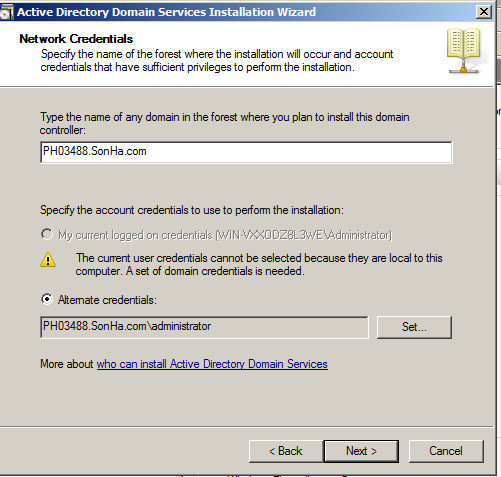 Active Directory Domain Services Installation Wizard
Network Credentials
Specify the name of the forest where the installation will occur and account
credentials that have sufficient privileges to perform the installation.
Type the name of any domain in the forest where you plan to install this domain
controller:
PH03488.SonHa.com
Specify the account credentials to use to perform the installation:
My current logged on credentials (WIN-VXX0DZ8L3WE\Administrator)
The current user credentials cannot be selected because they are local to this
computer. A set of domain credentials is needed.
Alternate credentials:
PH03488.SonHa.com\administrator
Set...
More about who can install Active Directory Domain Services
< Back
Next >
Cancel